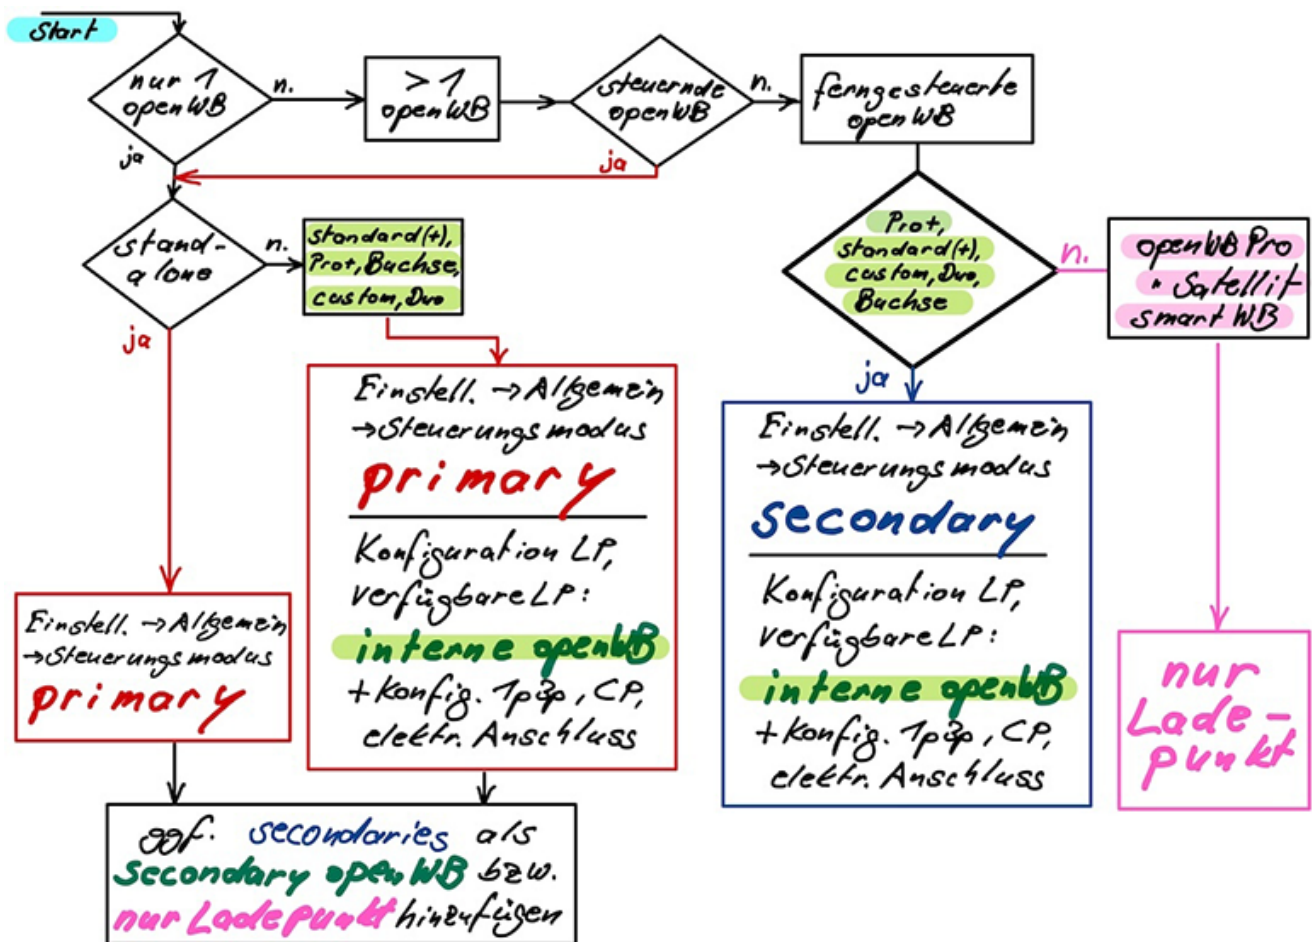 Start
nur 1
openWB
n.
> 1
openWB
steuernde
openWB
n.
ferngesteuerte
openWB
ja
ja
stand-
alone
n.
standard(+),
Pro+, Buchse,
custom, Duo
Pro+,
standard(+),
custom, Duo,
Buchse
n.
openWB Pro
" Satellit
smart WB
ja
ja
Einstell. → Allgemein
→ Steuerungsmodus
primary
Konfiguration LP,
verfügbare LP:
interne openWB
+ Konfig. 1p3p, CP,
elektr. Anschluss
Einstell. → Allgemein
→ Steuerungsmodus
secondary
Konfiguration LP,
verfügbare LP:
interne openWB
+ Konfig. 1p3p, CP,
elektr. Anschluss
Einstell. → Allgemein
→ Steuerungsmodus
primary
nur
Lade-
punkt
ggf. secondaries als
secondary openWB bzw.
nur Ladepunkt hinzufügen